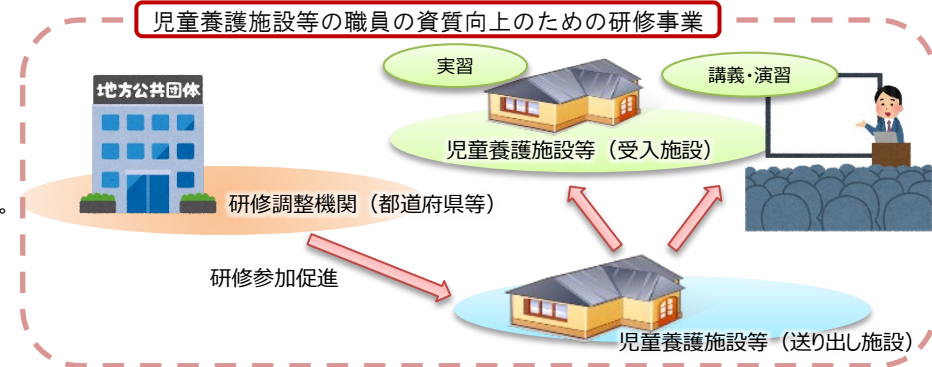 児童養護施設等の職員の資質向上のための研修事業
実習
講義・演習
地方公共団体
児童養護施設等（受入施設）
。
研修調整機関（都道府県等）
研修参加促進
児童養護施設等（送り出し施設）